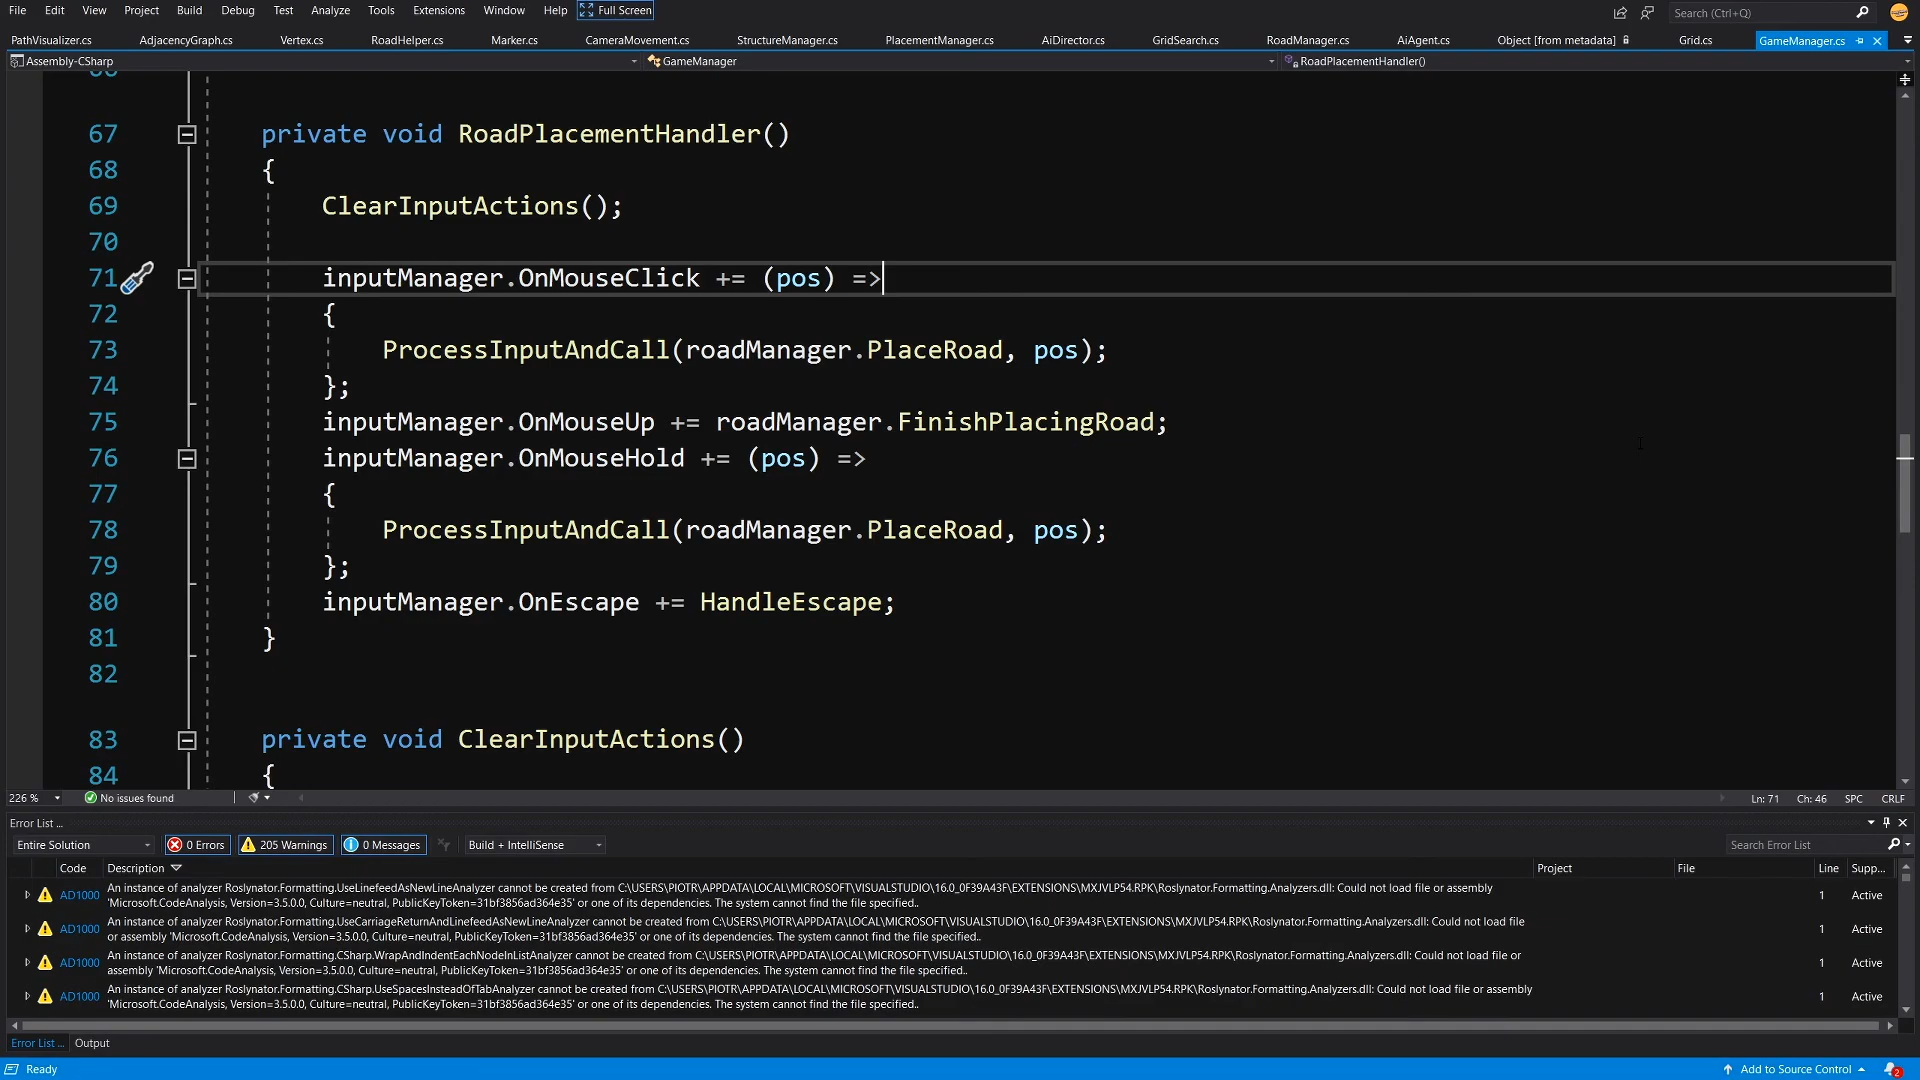 File Edit View Project Build Debug Test Analyze Tools Extensions Window Help Full Screen Search (Ctrl+Q)
PathVisualizer.cs AdjacencyGraph.cs Vertex.cs RoadHelper.cs Marker.cs CameraMovement.cs StructureManager.cs PlacementManager.cs AiDirector.cs GridSearch.cs RoadManager.cs AiAgent.cs Object [from metadata] Grid.cs GameManager.cs
Assembly-CSharp GameManager RoadPlacementHandler()
67 private void RoadPlacementHandler()
68 {
69 ClearInputActions();
70
71 inputManager.OnMouseClick += (pos) =>
72 {
73 ProcessInputAndCall(roadManager.PlaceRoad, pos);
74 };
75 inputManager.OnMouseUp += roadManager.FinishPlacingRoad;
76 inputManager.OnMouseHold += (pos) =>
77 {
78 ProcessInputAndCall(roadManager.PlaceRoad, pos);
79 };
80 inputManager.OnEscape += HandleEscape;
81 }
82
83 private void ClearInputActions()
84 {
226 % No issues found Ln: 71 Ch: 46 SPC CRLF
Error List ...
Entire Solution 0 Errors 205 Warnings 0 Messages Build + IntelliSense Search Error List
Code Description Project File Line Supp...
AD1000 An instance of analyzer Roslynator.Formatting.UseLinefeedAsNewLineAnalyzer cannot be created from C:\USERS\PIOTR\APPDATA\LOCAL\MICROSOFT\VISUALSTUDIO\16.0_0F39A43F\EXTENSIONS\MXJVLP54.RPK\Roslynator.Formatting.Analyzers.dll: Could not load file or assembly 1 Active
'Microsoft.CodeAnalysis, Version=3.5.0.0, Culture=neutral, PublicKeyToken=31bf3856ad364e35' or one of its dependencies. The system cannot find the file specified..
AD1000 An instance of analyzer Roslynator.Formatting.UseCarriageReturnAndLinefeedAsNewLineAnalyzer cannot be created from C:\USERS\PIOTR\APPDATA\LOCAL\MICROSOFT\VISUALSTUDIO\16.0_0F39A43F\EXTENSIONS\MXJVLP54.RPK\Roslynator.Formatting.Analyzers.dll: Could not load file 1 Active
or assembly 'Microsoft.CodeAnalysis, Version=3.5.0.0, Culture=neutral, PublicKeyToken=31bf3856ad364e35' or one of its dependencies. The system cannot find the file specified..
AD1000 An instance of analyzer Roslynator.Formatting.CSharp.WrapAndIndentEachNodeInListAnalyzer cannot be created from C:\USERS\PIOTR\APPDATA\LOCAL\MICROSOFT\VISUALSTUDIO\16.0_0F39A43F\EXTENSIONS\MXJVLP54.RPK\Roslynator.Formatting.Analyzers.dll: Could not load file or 1 Active
assembly 'Microsoft.CodeAnalysis, Version=3.5.0.0, Culture=neutral, PublicKeyToken=31bf3856ad364e35' or one of its dependencies. The system cannot find the file specified..
AD1000 An instance of analyzer Roslynator.Formatting.CSharp.UseSpacesInsteadOfTabAnalyzer cannot be created from C:\USERS\PIOTR\APPDATA\LOCAL\MICROSOFT\VISUALSTUDIO\16.0_0F39A43F\EXTENSIONS\MXJVLP54.RPK\Roslynator.Formatting.Analyzers.dll: Could not load file or assembly 1 Active
'Microsoft.CodeAnalysis, Version=3.5.0.0, Culture=neutral, PublicKeyToken=31bf3856ad364e35' or one of its dependencies. The system cannot find the file specified..
Error List ... Output
Ready Add to Source Control 2